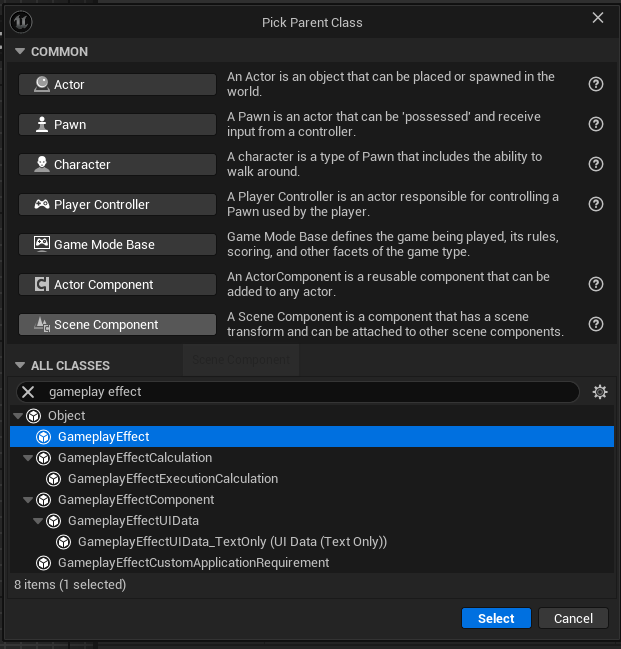 Pick Parent Class
COMMON
Actor
An Actor is an object that can be placed or spawned in the
world.
Pawn
A Pawn is an actor that can be 'possessed' and receive
input from a controller.
Character
A character is a type of Pawn that includes the ability to
walk around.
Player Controller
A Player Controller is an actor responsible for controlling a
Pawn used by the player.
Game Mode Base
Game Mode Base defines the game being played, its rules,
scoring, and other facets of the game type.
Actor Component
An ActorComponent is a reusable component that can be
added to any actor.
Scene Component
A Scene Component is a component that has a scene
transform and can be attached to other scene components.
Scene Component
ALL CLASSES
gameplay effect
Object
GameplayEffect
GameplayEffectCalculation
GameplayEffectExecutionCalculation
GameplayEffectComponent
GameplayEffectUIData
GameplayEffectUIData_TextOnly (UI Data (Text Only))
GameplayEffectCustomApplicationRequirement
8 items (1 selected)
Select
Cancel